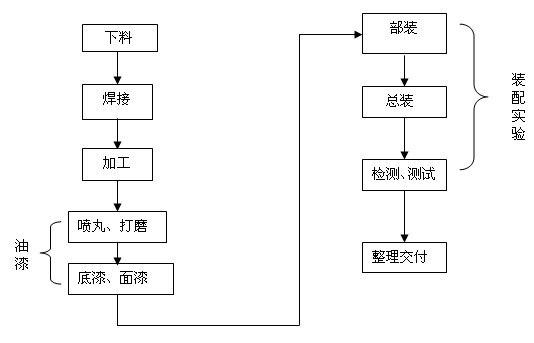 下料
焊接
加工
喷丸、打磨
底漆、面漆
油
漆
部装
总装
检测、测试
整理交付
装
配
实
验